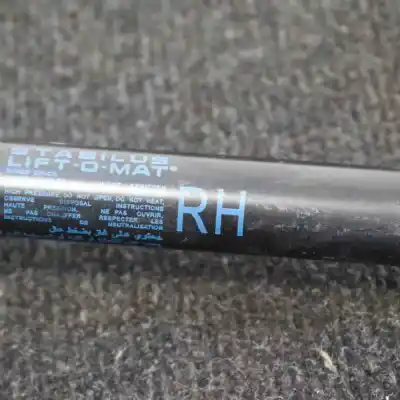 STABILUS
LIFT-O-MAT®
HIGH PRESSURE, DO NOT OPEN, DO NOT HEAT,
OBSERVE DISPOSAL INSTRUCTIONS
HAUTE PRESSION, NE PAS OUVRIR,
NE PAS CHAUFFER RESPECTER LES
INSTRUCTIONS DE NEUTRALISATION
RH